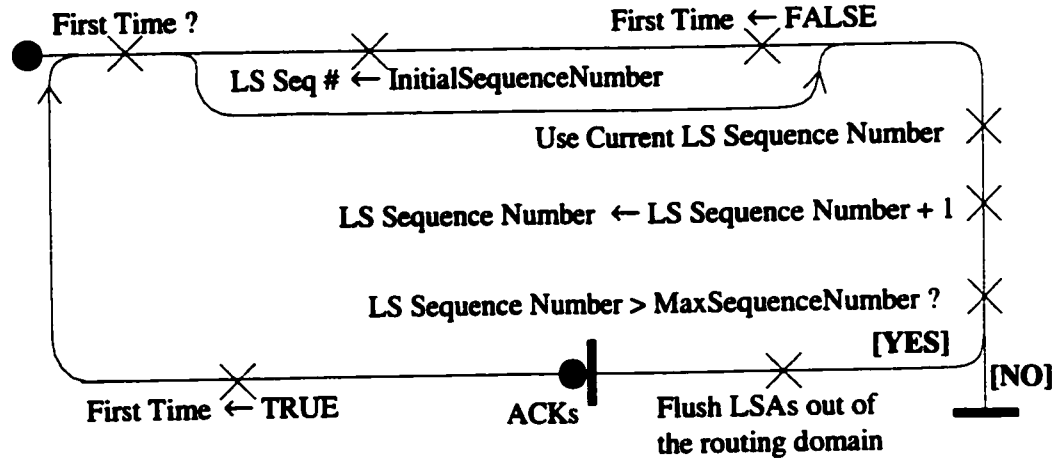 First Time ?
First Time ← FALSE
LS Seq # ← InitialSequenceNumber
Use Current LS Sequence Number
LS Sequence Number ← LS Sequence Number + 1
LS Sequence Number > MaxSequenceNumber ?
[YES]
[NO]
First Time ← TRUE
ACKs
Flush LSAs out of
the routing domain